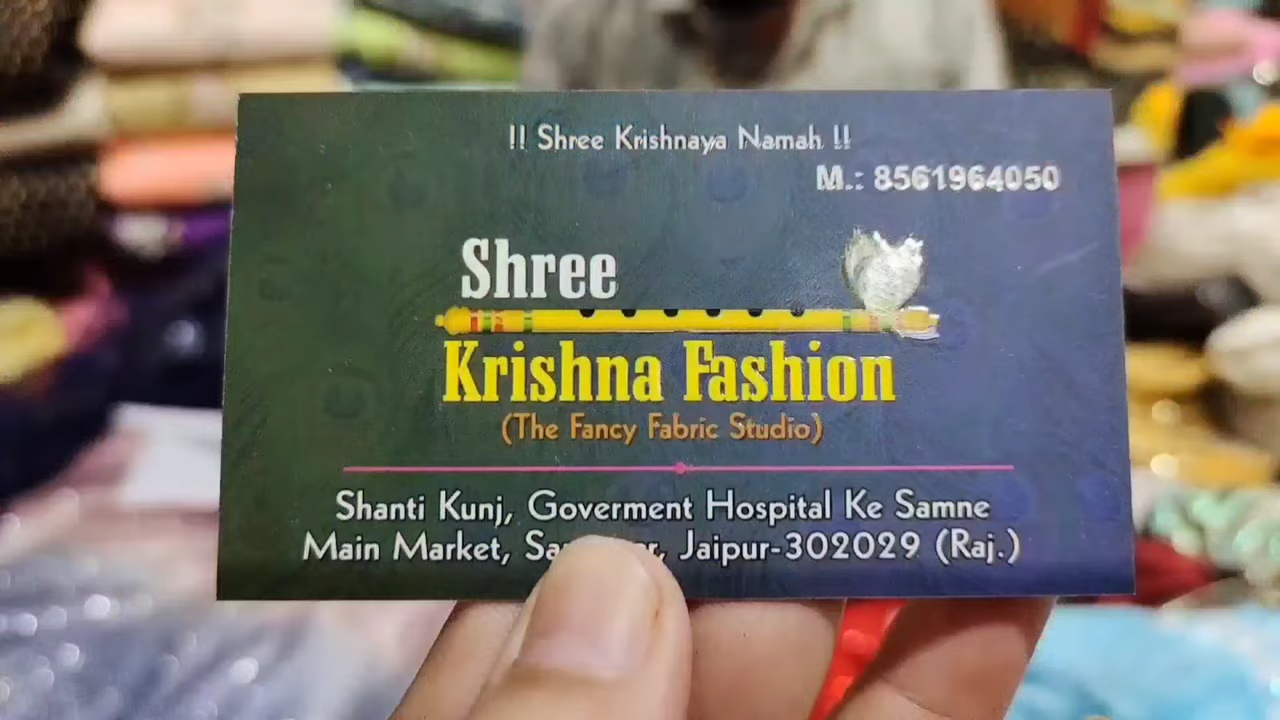 !! Shree Krishnaya Namah !!
M.: 8561964050
Shree
Krishna Fashion
(The Fancy Fabric Studio)
Shanti Kunj, Goverment Hospital Ke Samne
Main Market, Jaipur-302029 (Raj.)